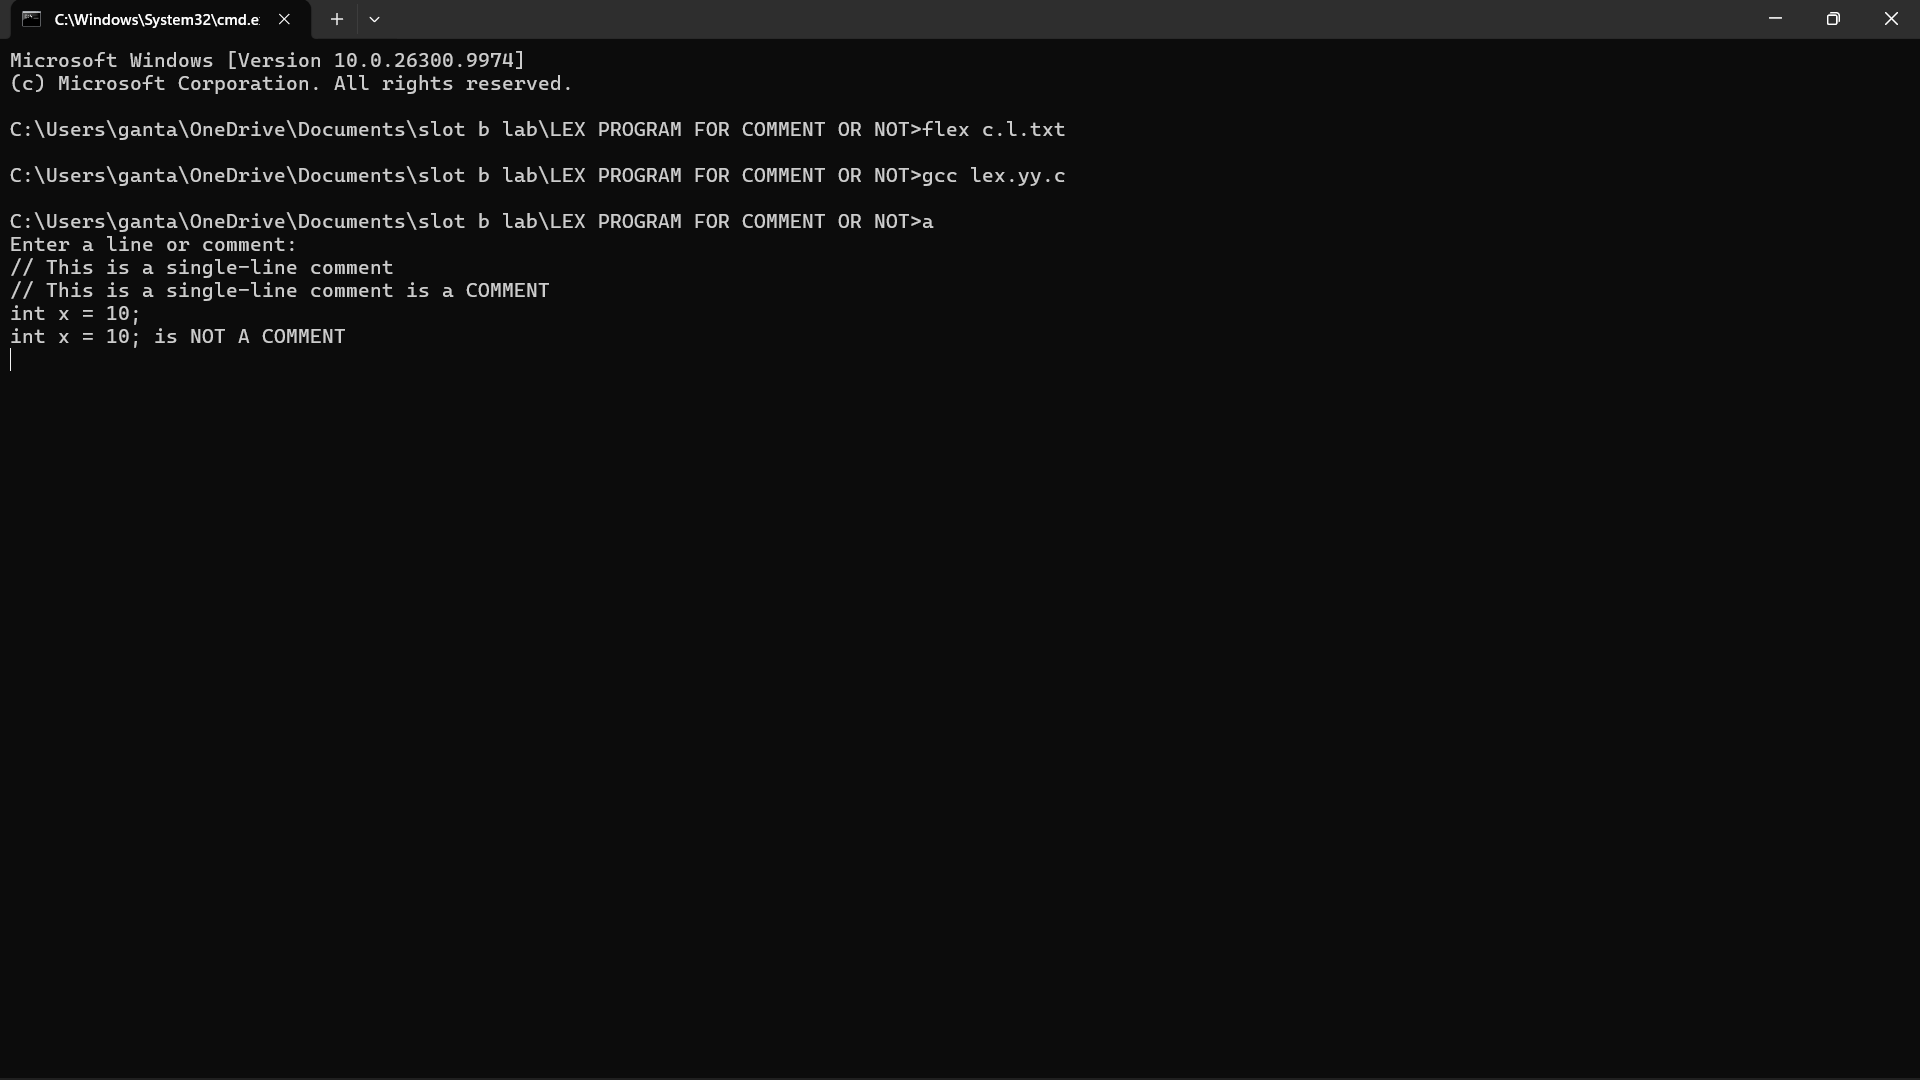 C:\Windows\System32\cmd.e
Microsoft Windows [Version 10.0.26300.9974]
(c) Microsoft Corporation. All rights reserved.
C:\Users\ganta\OneDrive\Documents\slot b lab\LEX PROGRAM FOR COMMENT OR NOT>flex c.l.txt
C:\Users\ganta\OneDrive\Documents\slot b lab\LEX PROGRAM FOR COMMENT OR NOT>gcc lex.yy.c
C:\Users\ganta\OneDrive\Documents\slot b lab\LEX PROGRAM FOR COMMENT OR NOT>a
Enter a line or comment:
// This is a single-line comment
// This is a single-line comment is a COMMENT
int x = 10;
int x = 10; is NOT A COMMENT